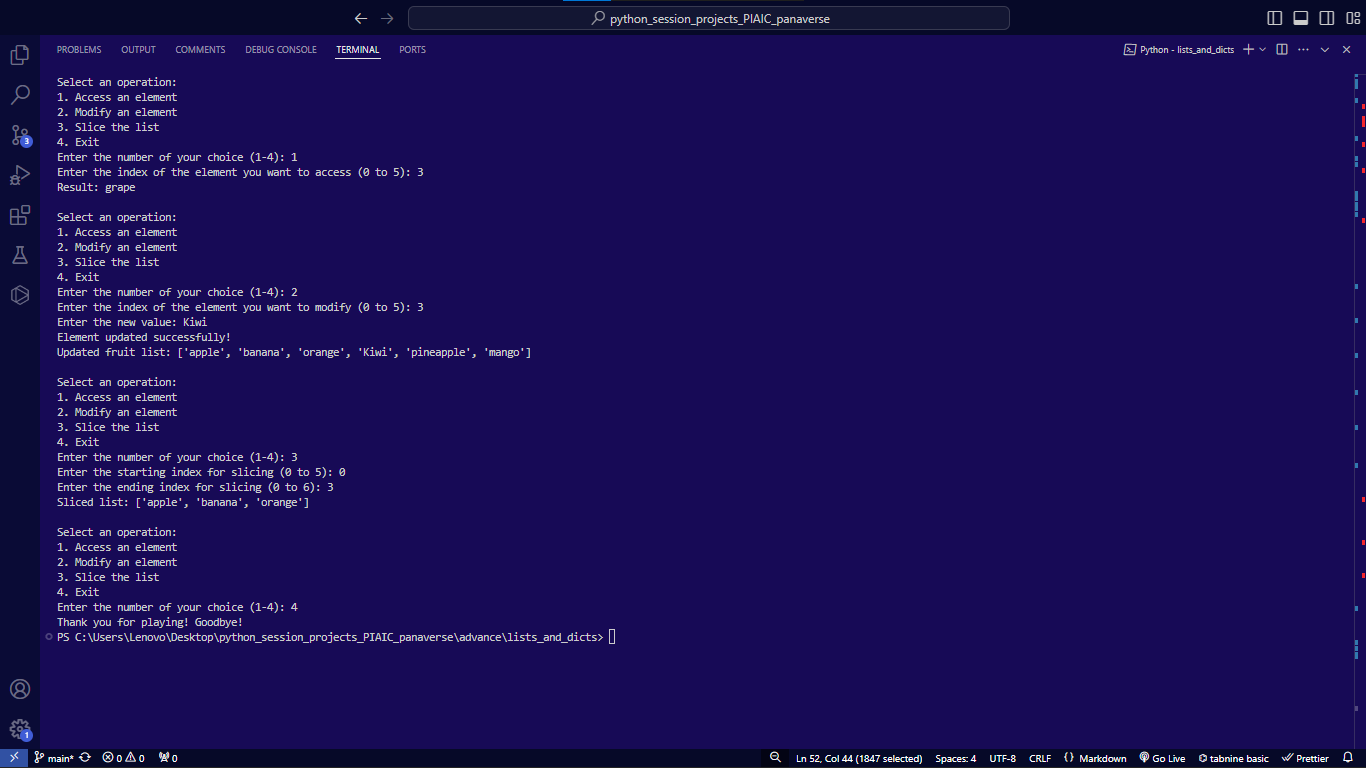 python_session_projects_PIAIC_panaverse
PROBLEMS OUTPUT COMMENTS DEBUG CONSOLE TERMINAL PORTS Python - lists_and_dicts
Select an operation:
1. Access an element
2. Modify an element
3. Slice the list
4. Exit
Enter the number of your choice (1-4): 1
Enter the index of the element you want to access (0 to 5): 3
Result: grape
Select an operation:
1. Access an element
2. Modify an element
3. Slice the list
4. Exit
Enter the number of your choice (1-4): 2
Enter the index of the element you want to modify (0 to 5): 3
Enter the new value: Kiwi
Element updated successfully!
Updated fruit list: ['apple', 'banana', 'orange', 'Kiwi', 'pineapple', 'mango']
Select an operation:
1. Access an element
2. Modify an element
3. Slice the list
4. Exit
Enter the number of your choice (1-4): 3
Enter the starting index for slicing (0 to 5): 0
Enter the ending index for slicing (0 to 6): 3
Sliced list: ['apple', 'banana', 'orange']
Select an operation:
1. Access an element
2. Modify an element
3. Slice the list
4. Exit
Enter the number of your choice (1-4): 4
Thank you for playing! Goodbye!
PS C:\Users\Lenovo\Desktop\python_session_projects_PIAIC_panaverse\advance\lists_and_dicts>
3
1
main* 0 0 0 Ln 52, Col 44 (1847 selected) Spaces: 4 UTF-8 CRLF {} Markdown Go Live tabnine basic Prettier